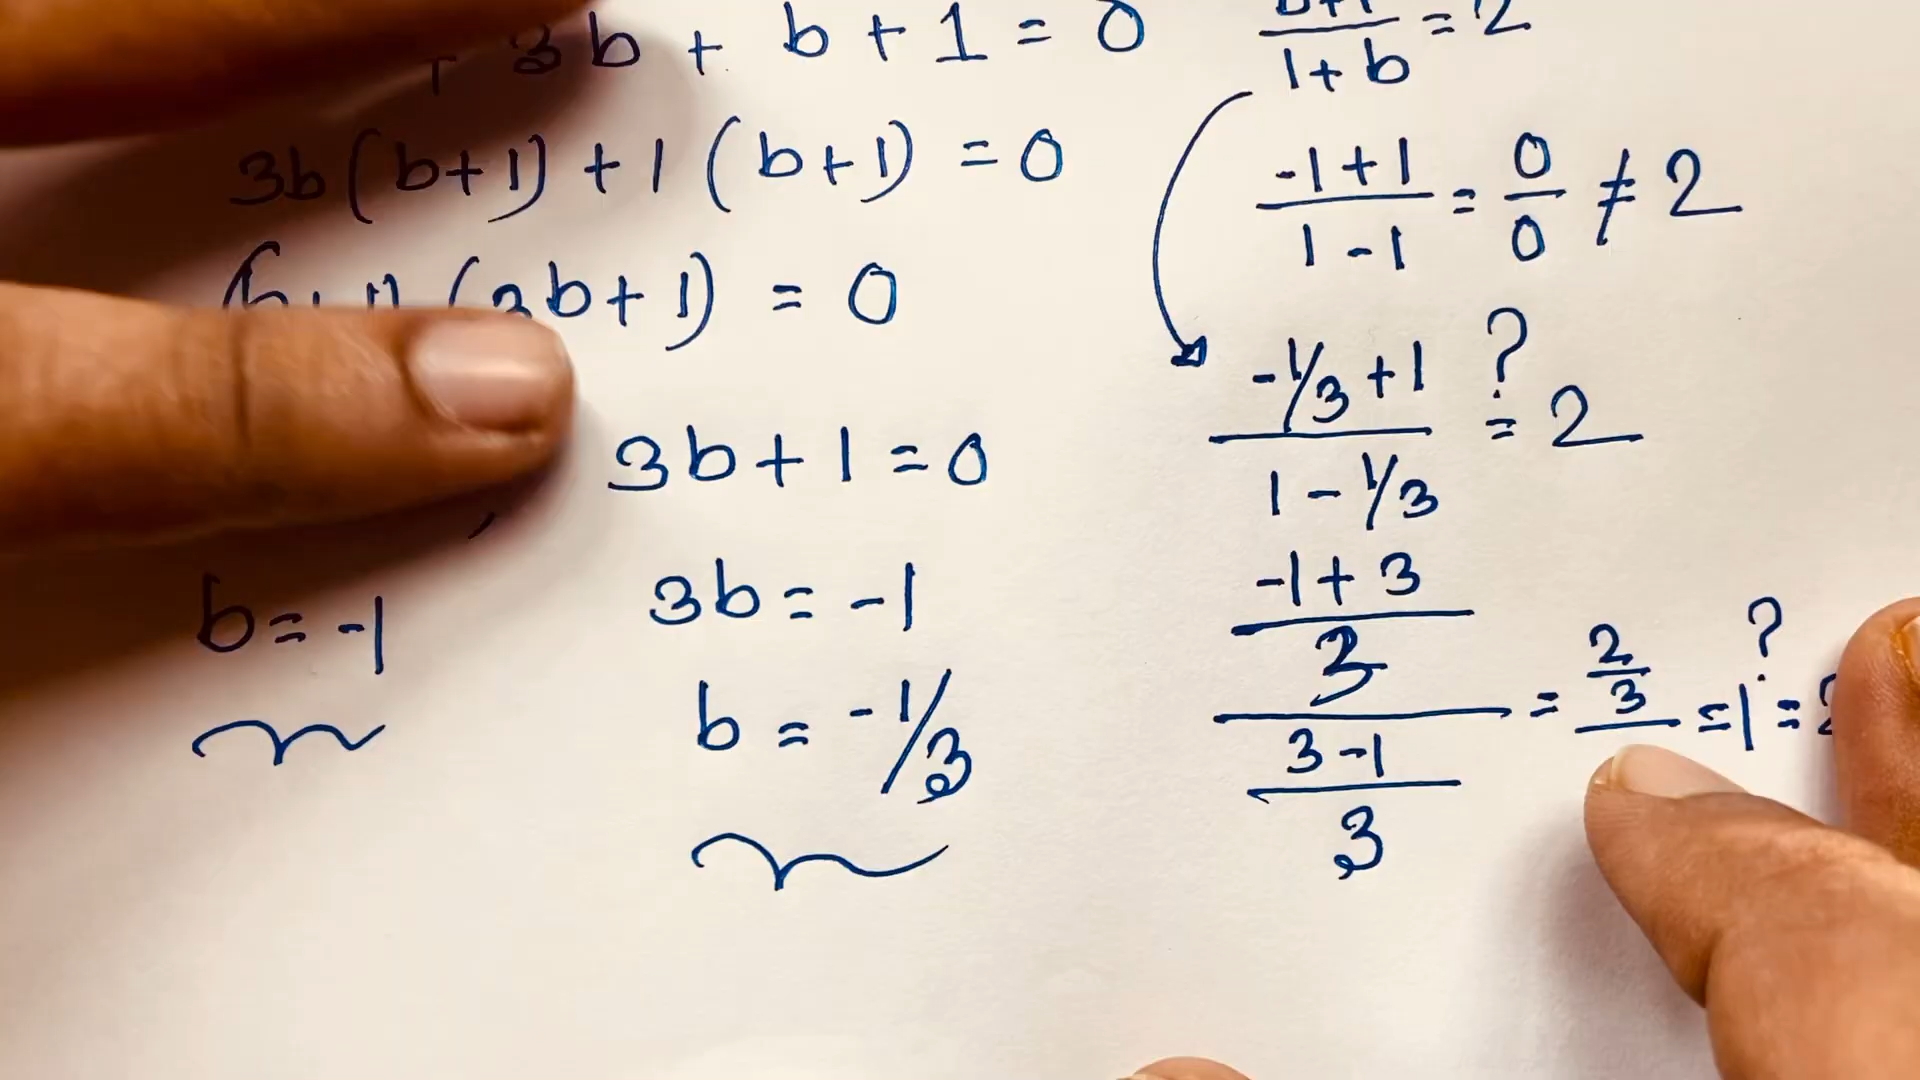 3b + b + 1 = 0
3b(b+1) + 1(b+1) = 0
(3b+1) = 0
3b + 1 = 0
b = -1
3b = -1
b = -1/3
b+1
1+b
= 2
-1+1
1-1
= 0/0 ≠ 2
-1/3 + 1
1 - 1/3
?
= 2
-1+3
3
3-1
3
= 2/3
= 1
?
=